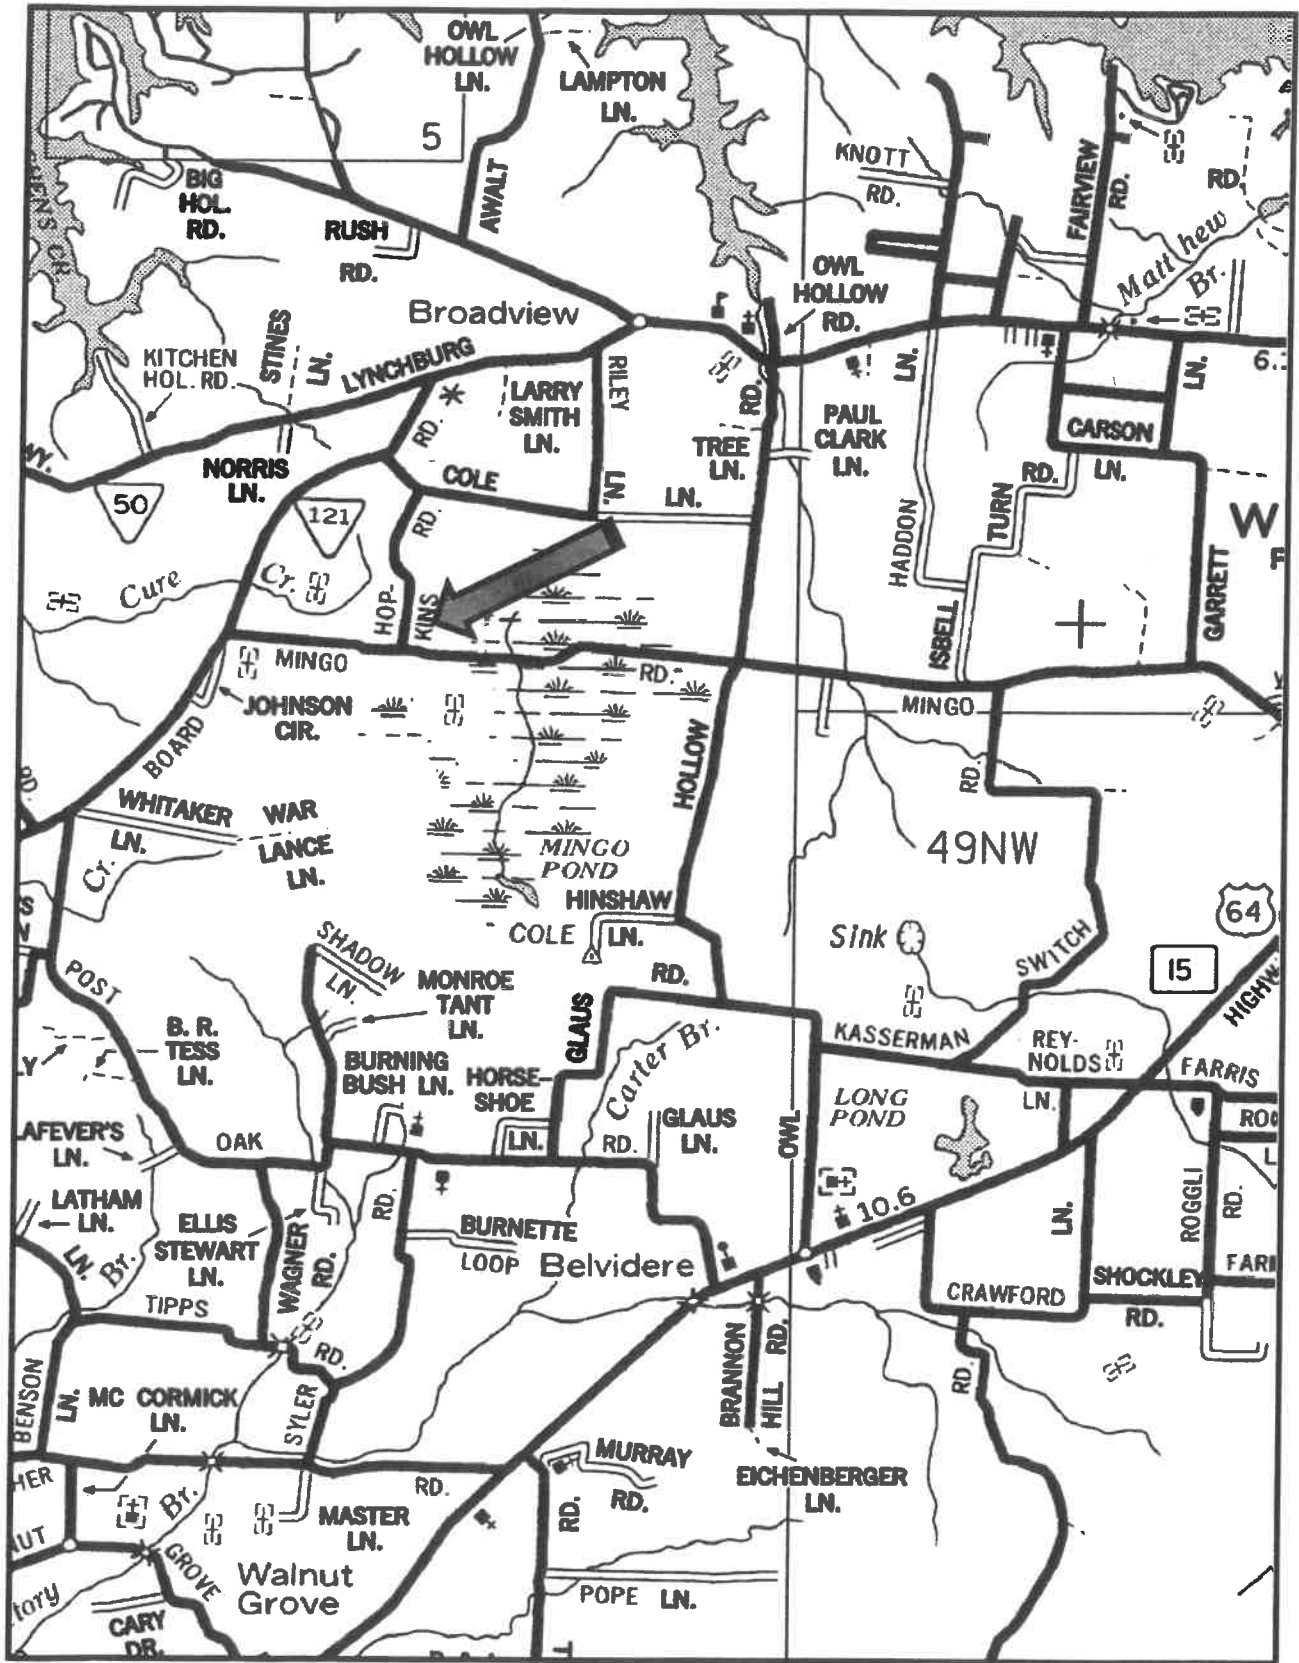 OWL
HOLLOW
LN.
LAMPTON
LN.
5
AWALT
KNOTT
RD.
FAIRVIEW
RD.
RD.
BIG
HOL.
RD.
RUSH
RD.
Matthew
Br.
OWL
HOLLOW
RD.
Broadview
KITCHEN
HOL. RD.
STINES
LN.
LYNCHBURG
RD.
LARRY
SMITH
LN.
RILEY
LN.
RD.
LN.
LN.
PAUL
CLARK
LN.
CARSON
LN.
TREE
LN.
NORRIS
LN.
COLE
LN.
RD.
TURN
50
121
RD.
HADDON
W
Cure
Cr.
HOP-
KINS
ISBELL
GARRETT
MINGO
RD.
MINGO
JOHNSON
CIR.
BOARD
HOLLOW
RD.
RD.
WHITAKER
LN.
WAR
LANCE
LN.
MINGO
POND
49NW
Cr.
64
HINSHAW
LN.
COLE
Sink
SWITCH
15
SHADOW
LN.
MONROE
TANT
LN.
RD.
POST
GLAUS
HIGHW
B. R.
TESS
LN.
Carter Br.
KASSERMAN
REY-
NOLDS
LN.
FARRIS
BURNING
BUSH LN.
HORSE-
SHOE
LN.
LONG
POND
GLAUS
LN.
RD.
OWL
LAFEVER'S
LN.
OAK
LATHAM
LN.
ELLIS
STEWART
LN.
RD.
10.6
LN.
ROGGLI
RD.
LN.
Br.
WAGNER
RD.
BURNETTE
LOOP
Belvidere
TIPPS
CRAWFORD
SHOCKLEY
RD.
RD.
BRANNON
HILL RD.
RD.
BENSON
LN.
MC CORMICK
LN.
SYLER
MURRAY
RD.
EICHENBERGER
LN.
RD.
MASTER
LN.
RD.
Br.
GROVE
Walnut
Grove
POPE LN.
CARY
DR.